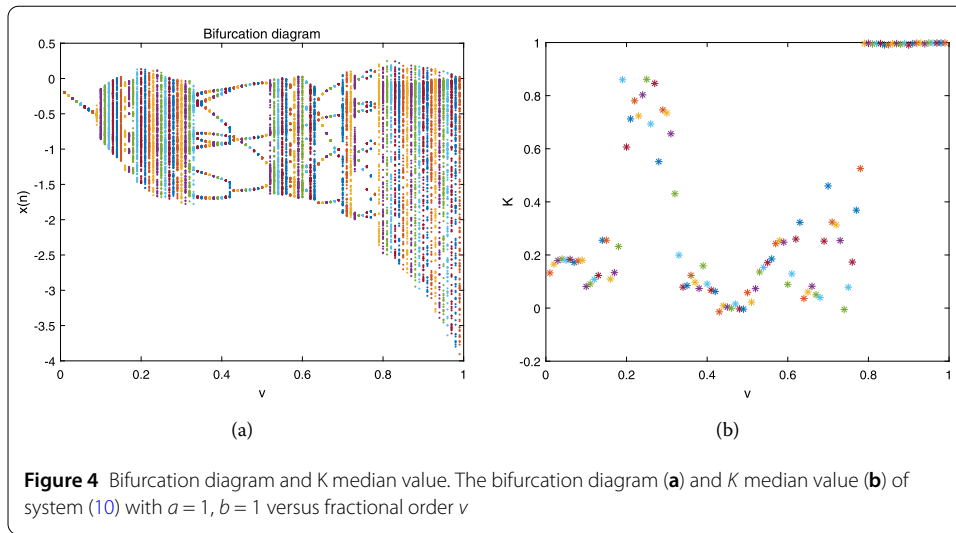 Bifurcation diagram
0.5
0
-0.5
-1
-1.5
-2
-2.5
-3
-3.5
-4
x(n)
0 0.2 0.4 0.6 0.8 1
v
(a)
1
0.8
0.6
0.4
0.2
0
-0.2
K
0 0.2 0.4 0.6 0.8 1
v
(b)
Figure 4 Bifurcation diagram and K median value. The bifurcation diagram (a) and K median value (b) of
system (10) with a = 1, b = 1 versus fractional order v